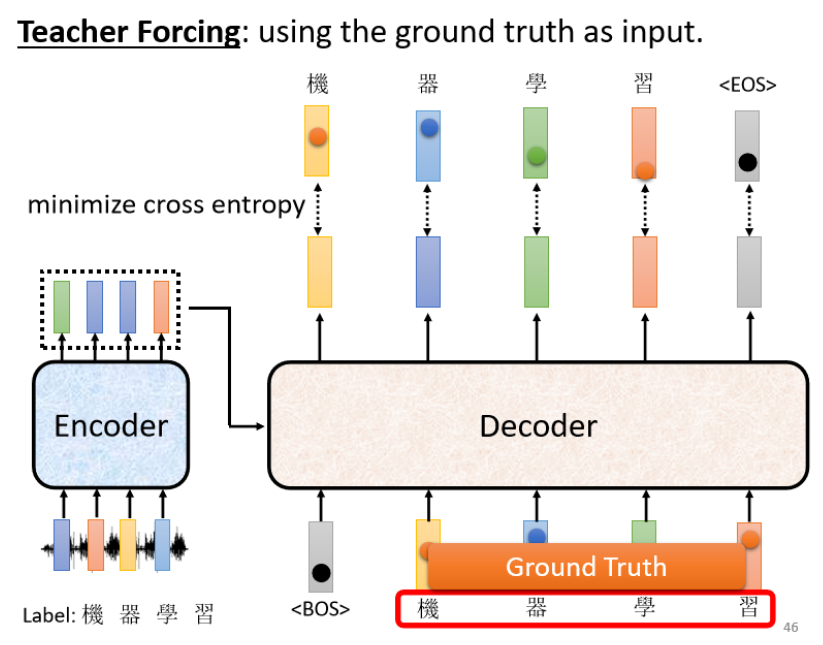 Teacher Forcing: using the ground truth as input.
機 器 學 習 <EOS>
minimize cross entropy
Encoder
Decoder
Ground Truth
Label: 機 器 學 習
<BOS> 機 器 學 習
46